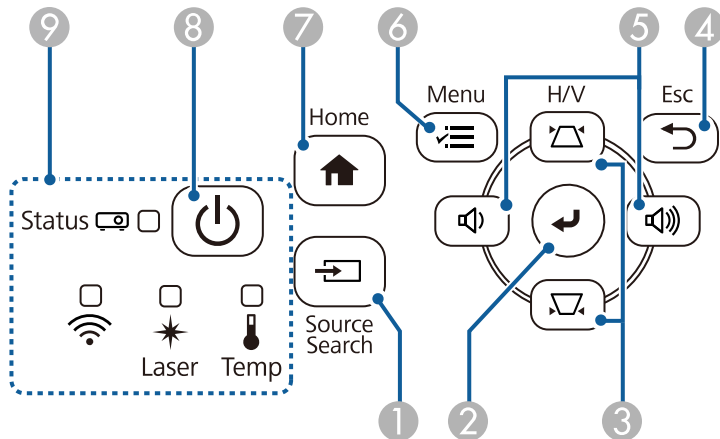 9 8 7 6 5 4
Menu H/V Esc
Home
Status
Source
Search
Laser Temp
1 2 3